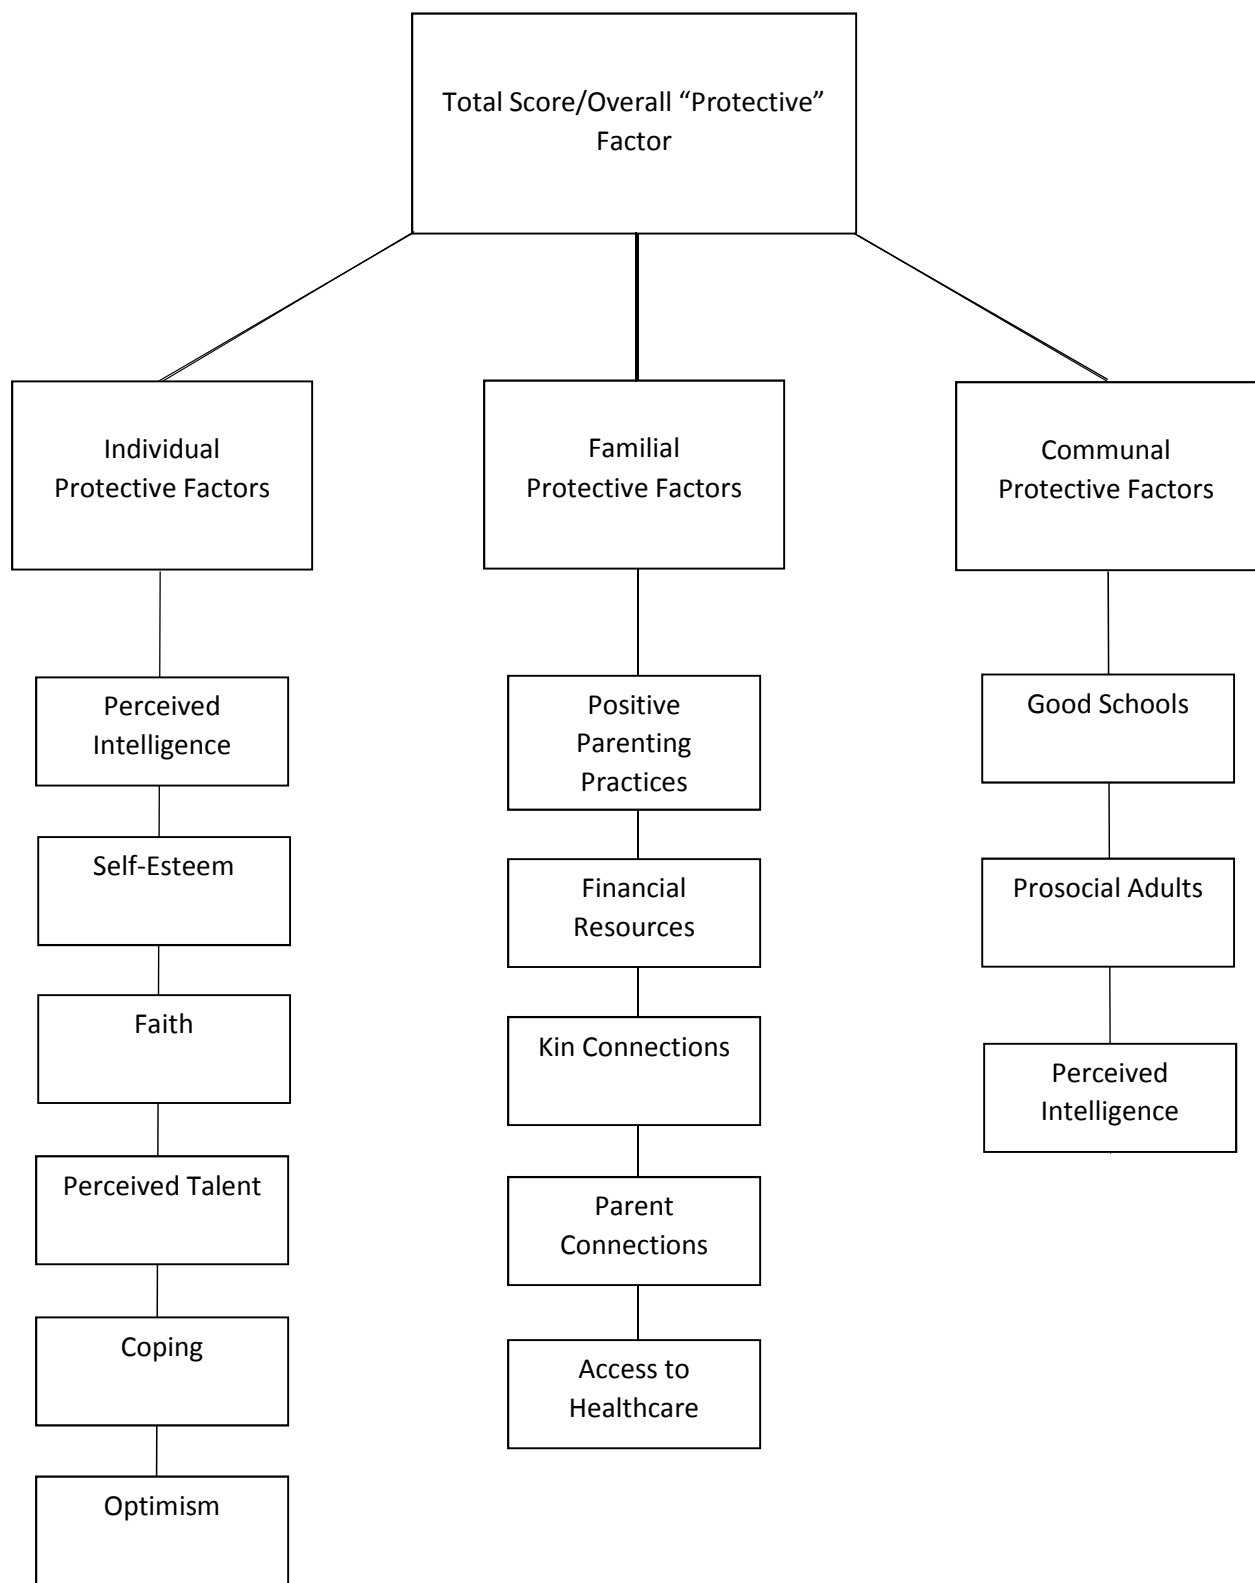 Total Score/Overall “Protective”
Factor
Individual
Protective Factors
Familial
Protective Factors
Communal
Protective Factors
Perceived
Intelligence
Self-Esteem
Faith
Perceived Talent
Coping
Optimism
Positive
Parenting
Practices
Financial
Resources
Kin Connections
Parent
Connections
Access to
Healthcare
Good Schools
Prosocial Adults
Perceived
Intelligence